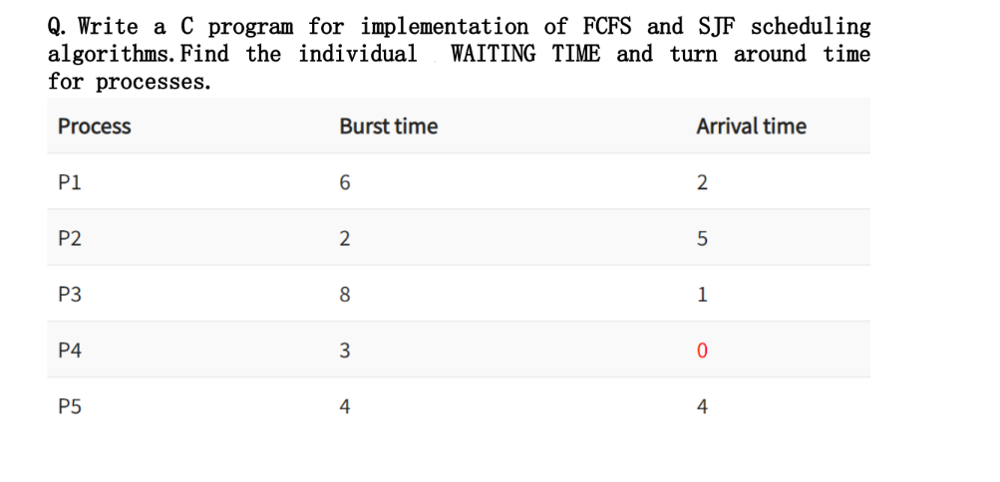 Q. Write a C program for implementation of FCFS and SJF scheduling
algorithms. Find the individual WAITING TIME and turn around time
for processes.
Process Burst time Arrival time
P1 6 2
P2 2 5
P3 8 1
P4 3 0
P5 4 4